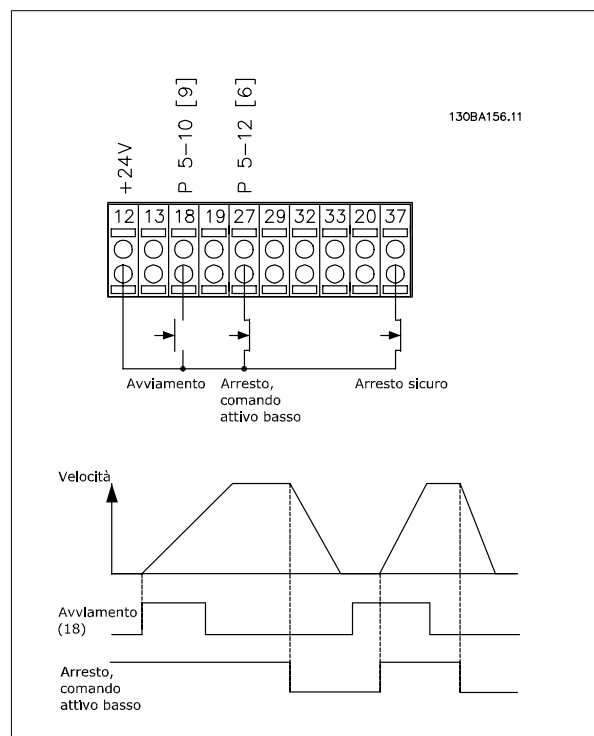 130BA156.11
+24V
P 5-10 [9]
P 5-12 [6]
12 13 18 19 27 29 32 33 20 37
Avviamento
Arresto,
comando
attivo basso
Arresto sicuro
Velocità
Avviamento
(18)
Arresto,
comando
attivo basso